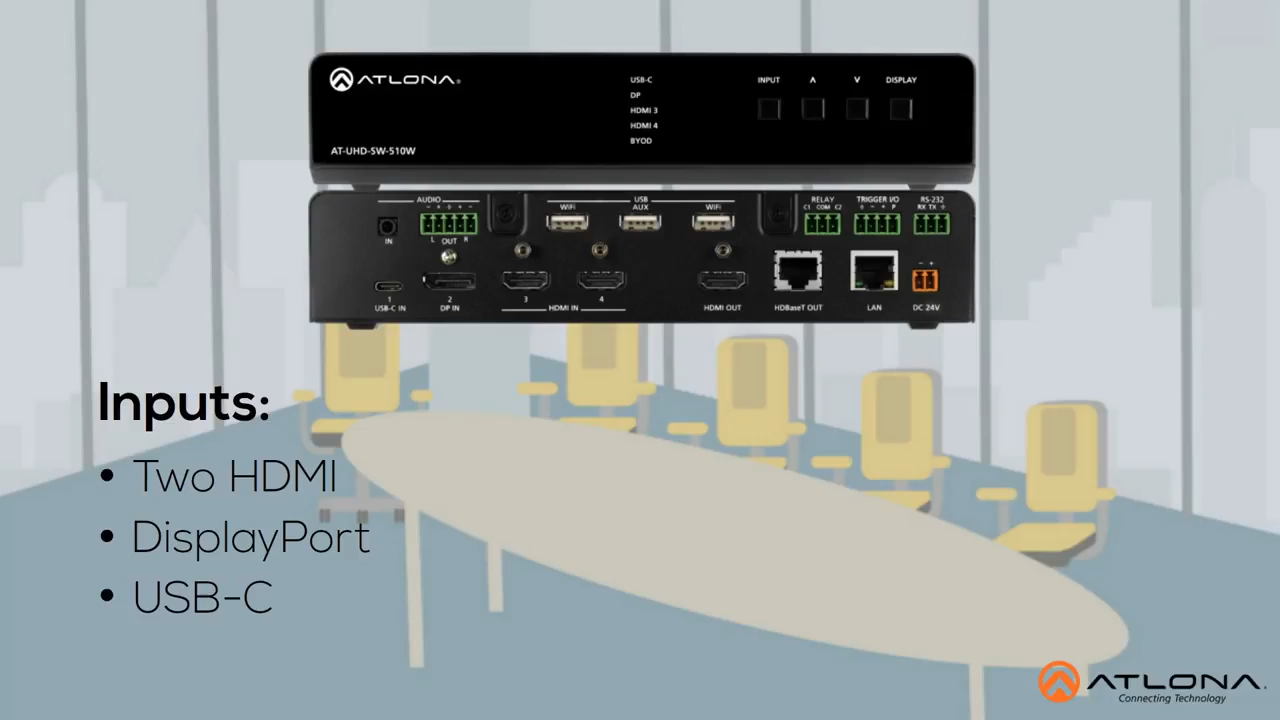 ATLONA®
USB-C
DP
HDMI 3
HDMI 4
BYOD
INPUT
DISPLAY
AT-UHD-SW-510W
AUDIO
IN
L OUT R
USB
WiFi
AUX
WiFi
RELAY
C1 COM C2
TRIGGER I/O
RS-232
RX TX
1
USB-C IN
2
DP IN
3
4
HDMI IN
HDMI OUT
HDBaseT OUT
LAN
DC 24V
Inputs:
• Two HDMI
• DisplayPort
• USB-C
ATLONA.
Connecting Technology